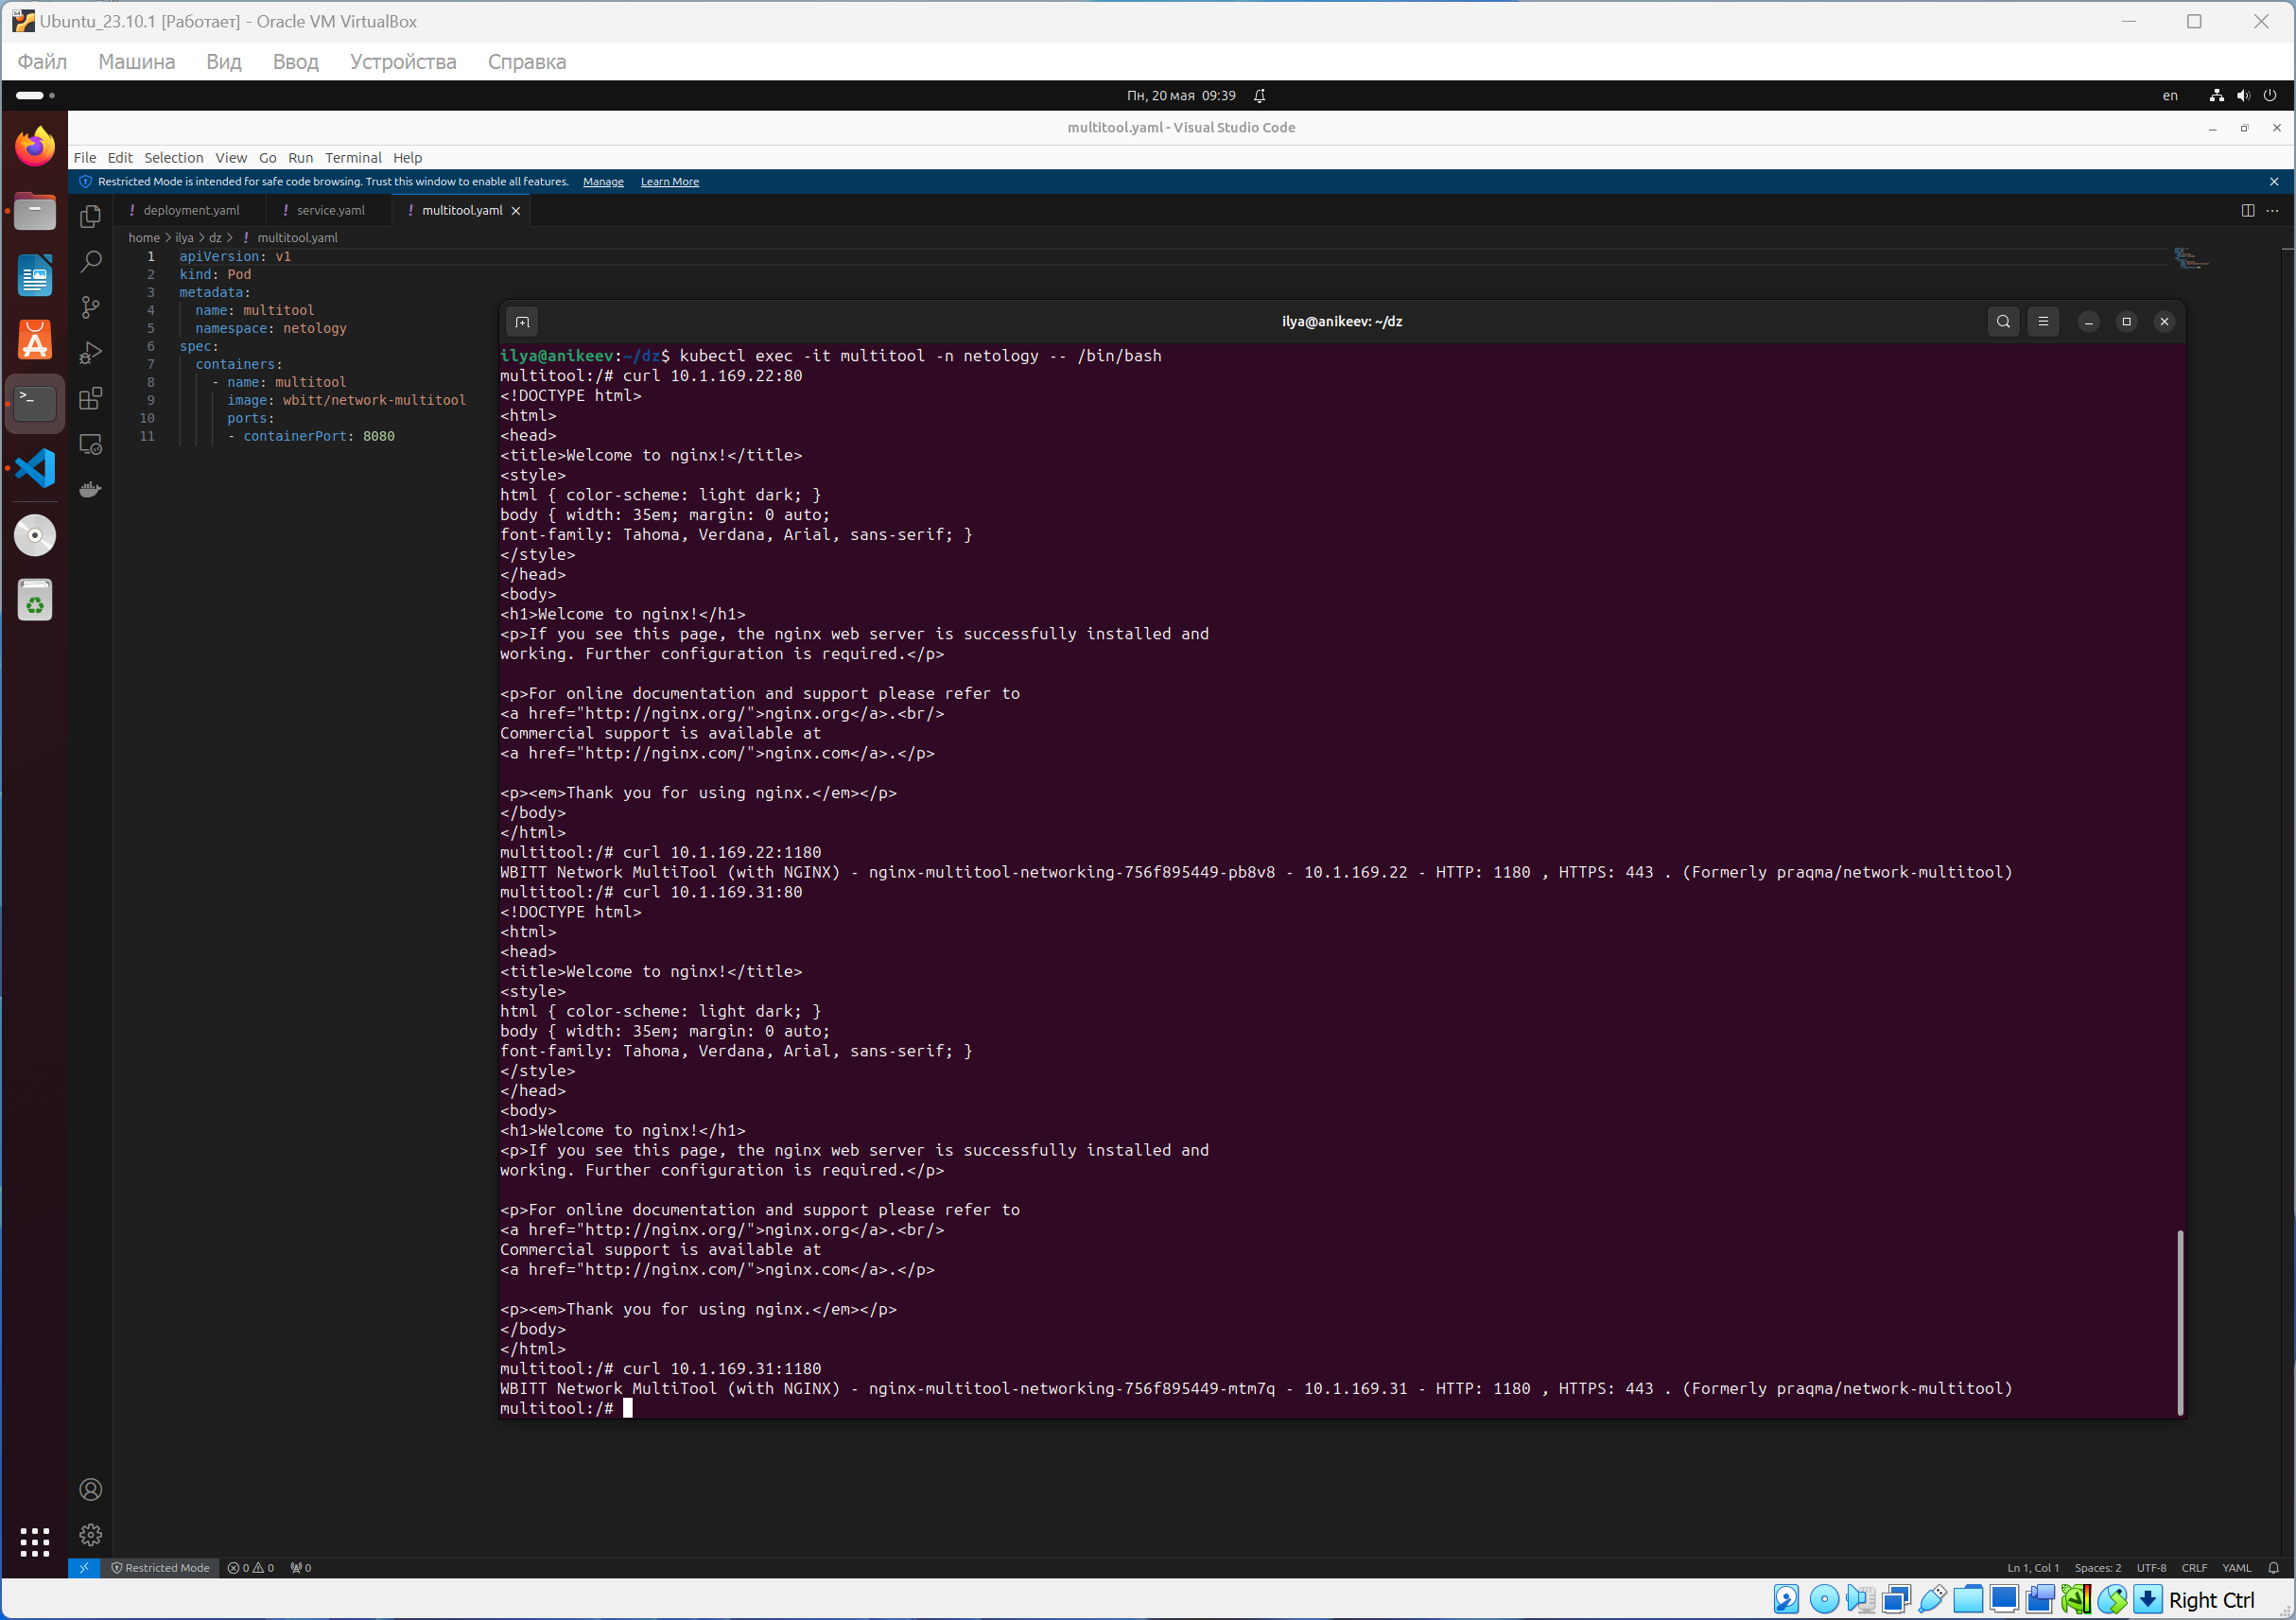 Ubuntu_23.10.1 [Работает] - Oracle VM VirtualBox
Файл Машина Вид Ввод Устройства Справка
Пн, 20 мая 09:39
en
multitool.yaml - Visual Studio Code
File Edit Selection View Go Run Terminal Help
Restricted Mode is intended for safe code browsing. Trust this window to enable all features. Manage Learn More
! deployment.yaml ! service.yaml ! multitool.yaml
home > ilya > dz > ! multitool.yaml
1 apiVersion: v1
2 kind: Pod
3 metadata:
4 name: multitool
5 namespace: netology
6 spec:
7 containers:
8 - name: multitool
9 image: wbitt/network-multitool
10 ports:
11 - containerPort: 8080
ilya@anikeev: ~/dz
ilya@anikeev:~/dz$ kubectl exec -it multitool -n netology -- /bin/bash
multitool:/# curl 10.1.169.22:80
<!DOCTYPE html>
<html>
<head>
<title>Welcome to nginx!</title>
<style>
html { color-scheme: light dark; }
body { width: 35em; margin: 0 auto;
font-family: Tahoma, Verdana, Arial, sans-serif; }
</style>
</head>
<body>
<h1>Welcome to nginx!</h1>
<p>If you see this page, the nginx web server is successfully installed and
working. Further configuration is required.</p>
<p>For online documentation and support please refer to
<a href="http://nginx.org/">nginx.org</a>.<br/>
Commercial support is available at
<a href="http://nginx.com/">nginx.com</a>.</p>
<p><em>Thank you for using nginx.</em></p>
</body>
</html>
multitool:/# curl 10.1.169.22:1180
WBITT Network MultiTool (with NGINX) - nginx-multitool-networking-756f895449-pb8v8 - 10.1.169.22 - HTTP: 1180 , HTTPS: 443 . (Formerly praqma/network-multitool)
multitool:/# curl 10.1.169.31:80
<!DOCTYPE html>
<html>
<head>
<title>Welcome to nginx!</title>
<style>
html { color-scheme: light dark; }
body { width: 35em; margin: 0 auto;
font-family: Tahoma, Verdana, Arial, sans-serif; }
</style>
</head>
<body>
<h1>Welcome to nginx!</h1>
<p>If you see this page, the nginx web server is successfully installed and
working. Further configuration is required.</p>
<p>For online documentation and support please refer to
<a href="http://nginx.org/">nginx.org</a>.<br/>
Commercial support is available at
<a href="http://nginx.com/">nginx.com</a>.</p>
<p><em>Thank you for using nginx.</em></p>
</body>
</html>
multitool:/# curl 10.1.169.31:1180
WBITT Network MultiTool (with NGINX) - nginx-multitool-networking-756f895449-mtm7q - 10.1.169.31 - HTTP: 1180 , HTTPS: 443 . (Formerly praqma/network-multitool)
multitool:/#
Restricted Mode 0 0 0
Ln 1, Col 1 Spaces: 2 UTF-8 CRLF YAML
Right Ctrl